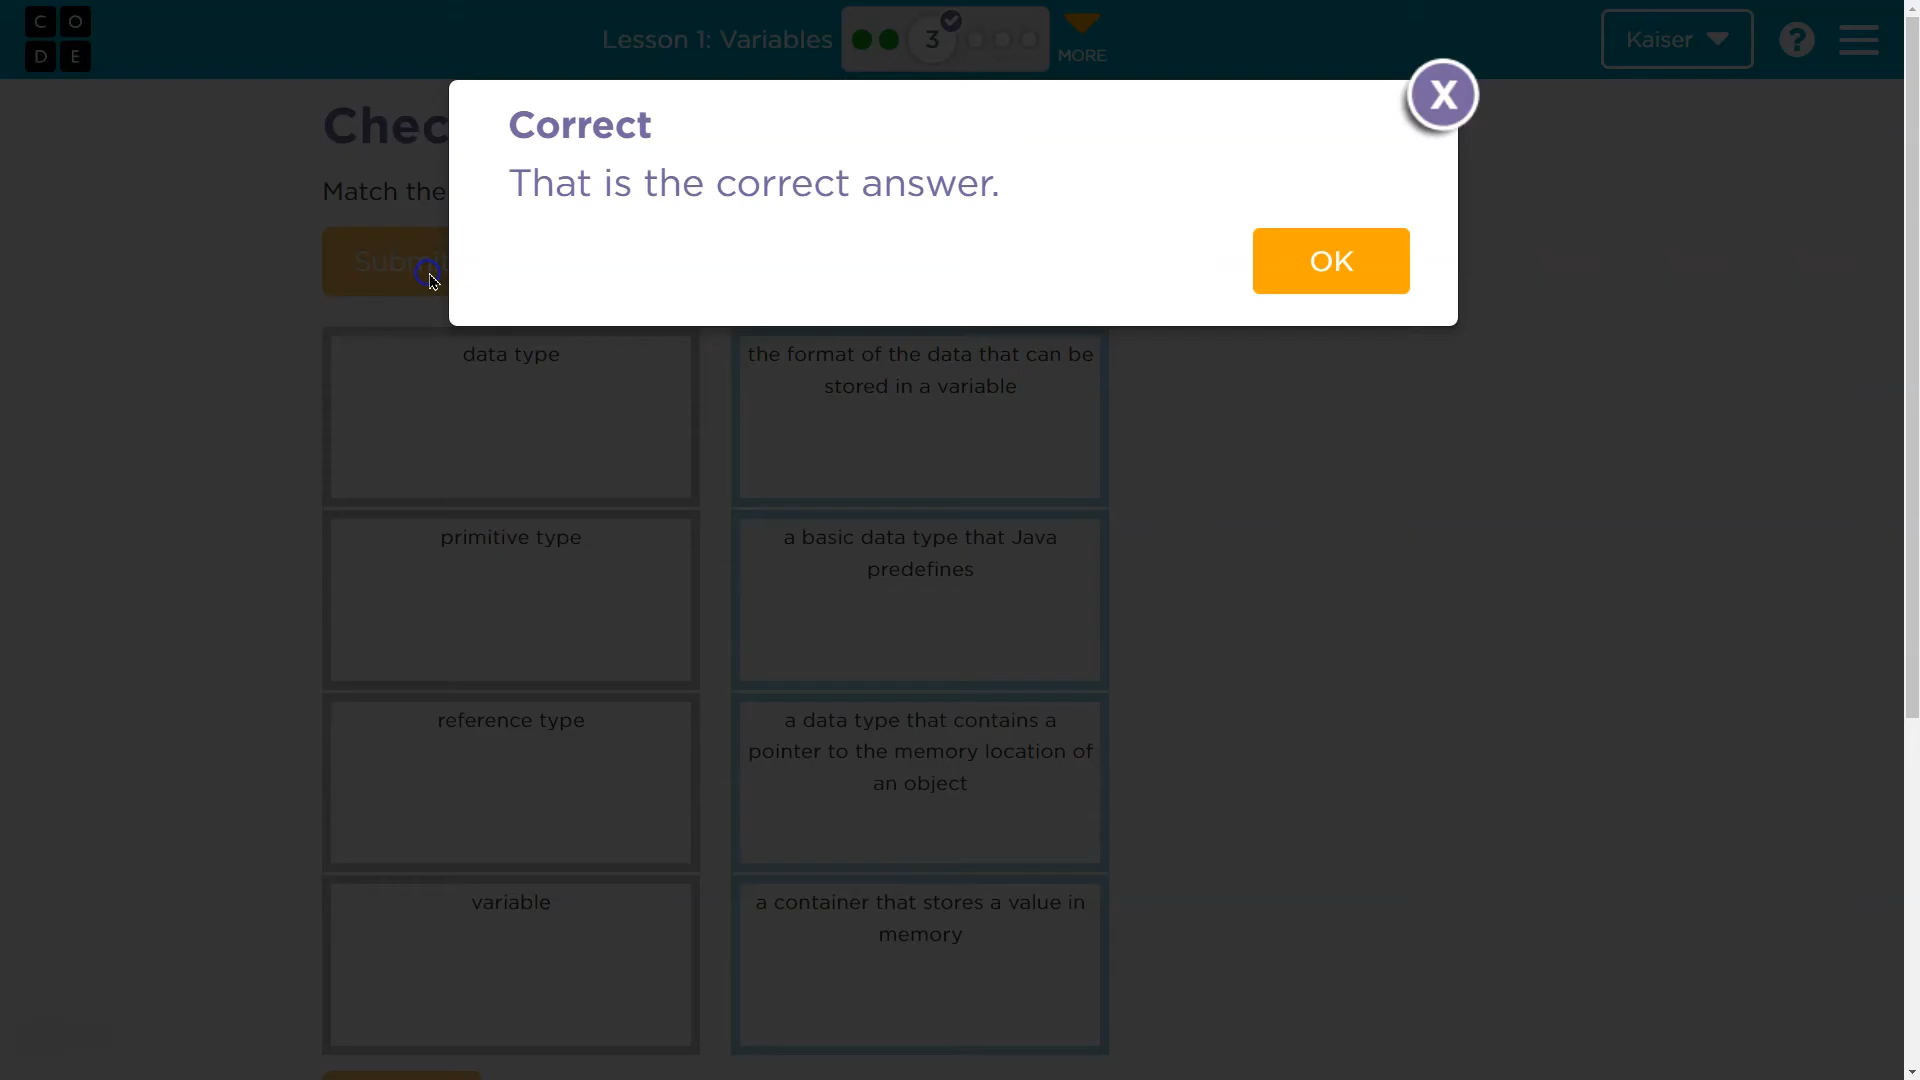 C O
D E
Lesson 1: Variables
3
MORE
Kaiser
?
Chec
Match the
Submit
Correct
X
That is the correct answer.
OK
data type
the format of the data that can be
stored in a variable
primitive type
a basic data type that Java
predefines
reference type
a data type that contains a
pointer to the memory location of
an object
variable
a container that stores a value in
memory